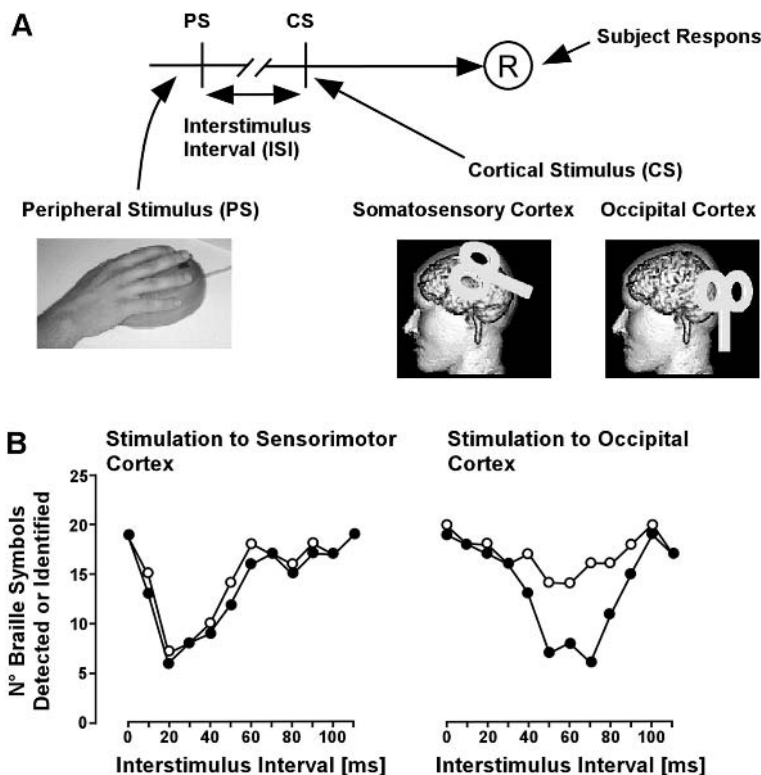 A
PS
CS
R
Subject Respons
Interstimulus
Interval (ISI)
Cortical Stimulus (CS)
Peripheral Stimulus (PS)
Somatosensory Cortex
Occipital Cortex
B
Stimulation to Sensorimotor
Cortex
Stimulation to Occipital
Cortex
N° Braille Symbols
Detected or Identified
25
20
15
10
5
0
0 20 40 60 80 100
0 20 40 60 80 100
Interstimulus Interval [ms]
Interstimulus Interval [ms]